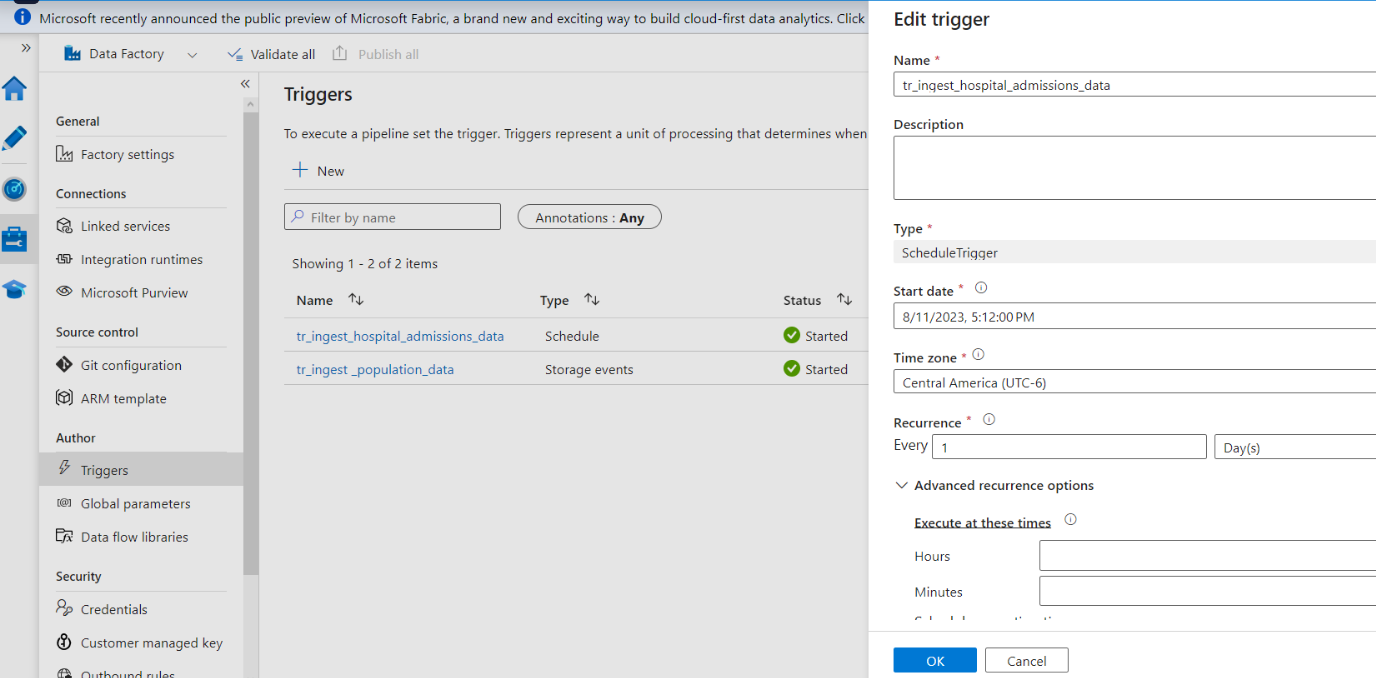 Microsoft recently announced the public preview of Microsoft Fabric, a brand new and exciting way to build cloud-first data analytics. Click
Data Factory
Validate all
Publish all
General
Factory settings
Connections
Linked services
Integration runtimes
Microsoft Purview
Source control
Git configuration
ARM template
Author
Triggers
Global parameters
Data flow libraries
Security
Credentials
Customer managed key
Outbound rules
Triggers
To execute a pipeline set the trigger. Triggers represent a unit of processing that determines when
+ New
Filter by name
Annotations : Any
Showing 1 - 2 of 2 items
Name Type Status
tr_ingest_hospital_admissions_data Schedule Started
tr_ingest _population_data Storage events Started
Edit trigger
Name *
tr_ingest_hospital_admissions_data
Description
Type *
ScheduleTrigger
Start date *
8/11/2023, 5:12:00 PM
Time zone *
Central America (UTC-6)
Recurrence *
Every 1 Day(s)
Advanced recurrence options
Execute at these times
Hours
Minutes
OK Cancel